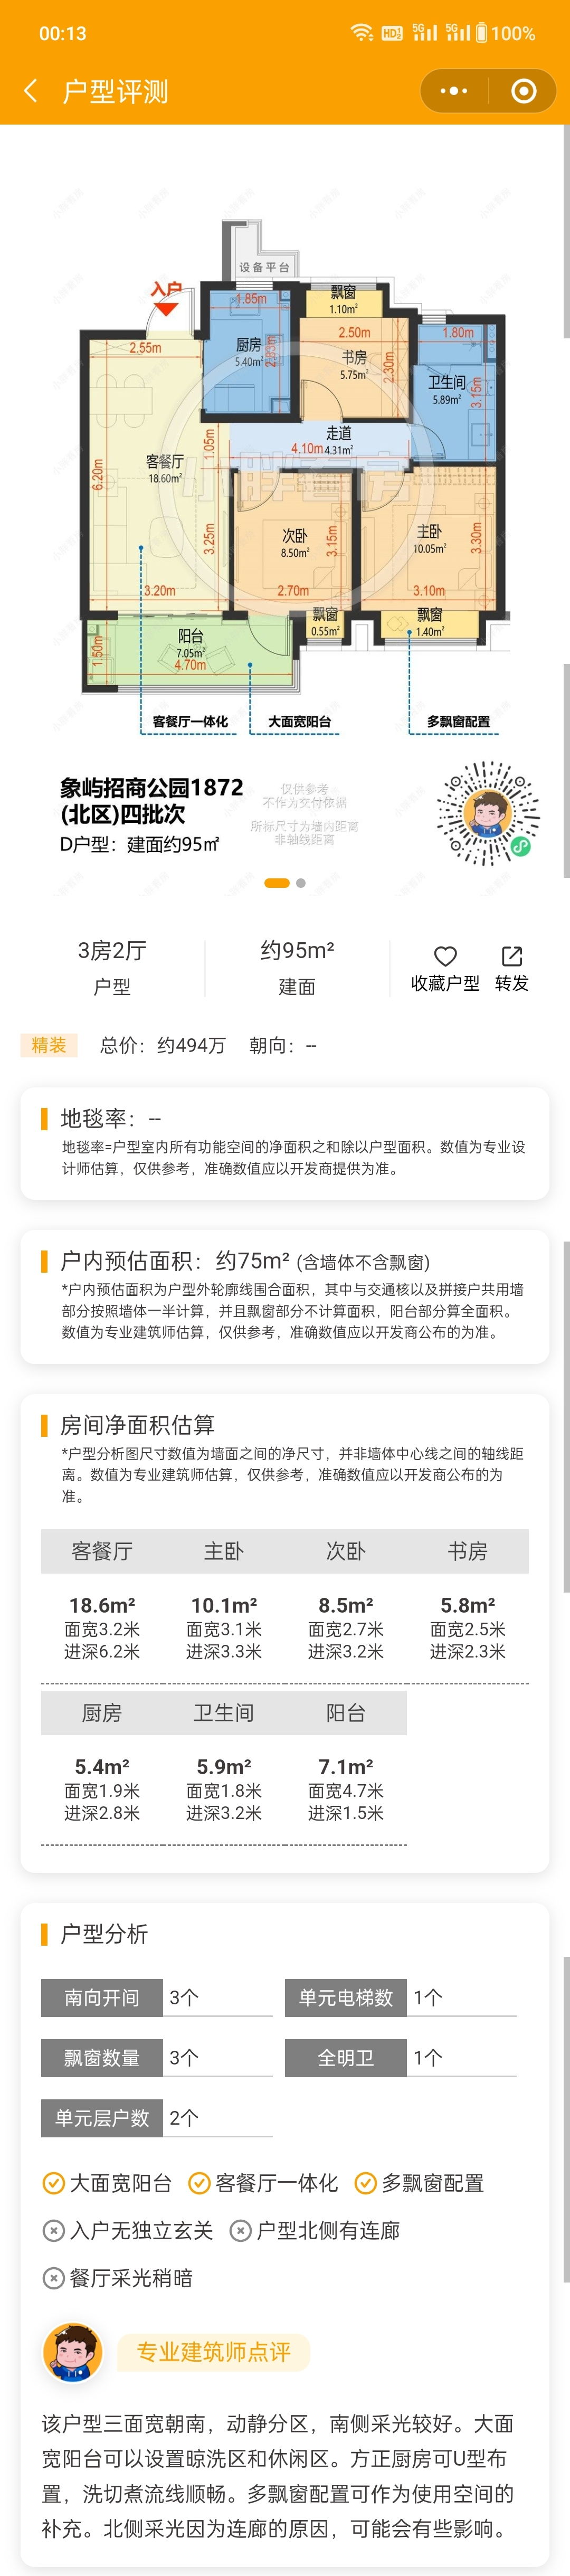 00:13
HD 5G 5G 100%
户型评测
设备平台
入户
飘窗
1.10m²
1.85m
厨房
5.40m²
2.50m
书房
5.75m²
2.30m
1.80m
卫生间
5.89m²
3.15m
2.55m
走道
4.10m 4.31m²
1.05m
客餐厅
18.60m²
6.20m
3.25m
次卧
8.50m²
3.15m
主卧
10.05m²
3.30m
3.20m
2.70m
3.10m
飘窗
0.55m²
飘窗
1.40m²
阳台
7.05m²
1.50m
4.70m
客餐厅一体化
大面宽阳台
多飘窗配置
象屿招商公园1872
(北区)四批次
D户型：建面约95㎡
仅供参考
不作为交付依据
所标尺寸为墙内距离
非轴线距离
3房2厅
户型
约95m²
建面
收藏户型 转发
精装 总价：约494万 朝向：--
地毯率：--
地毯率=户型室内所有功能空间的净面积之和除以户型面积。数值为专业设
计师估算，仅供参考，准确数值应以开发商提供为准。
户内预估面积：约75m² (含墙体不含飘窗)
*户内预估面积为户型外轮廓线围合面积，其中与交通核以及拼接户共用墙
部分按照墙体一半计算，并且飘窗部分不计算面积，阳台部分算全面积。
数值为专业建筑师估算，仅供参考，准确数值应以开发商公布的为准。
房间净面积估算
*户型分析图尺寸数值为墙面之间的净尺寸，并非墙体中心线之间的轴线距
离。数值为专业建筑师估算，仅供参考，准确数值应以开发商公布的为
准。
客餐厅 主卧 次卧 书房
18.6m² 10.1m² 8.5m² 5.8m²
面宽3.2米 面宽3.1米 面宽2.7米 面宽2.5米
进深6.2米 进深3.3米 进深3.2米 进深2.3米
厨房 卫生间 阳台
5.4m² 5.9m² 7.1m²
面宽1.9米 面宽1.8米 面宽4.7米
进深2.8米 进深3.2米 进深1.5米
户型分析
南向开间 3个 单元电梯数 1个
飘窗数量 3个 全明卫 1个
单元层户数 2个
大面宽阳台 客餐厅一体化 多飘窗配置
入户无独立玄关 户型北侧有连廊
餐厅采光稍暗
专业建筑师点评
该户型三面宽朝南，动静分区，南侧采光较好。大面
宽阳台可以设置晾洗区和休闲区。方正厨房可U型布
置，洗切煮流线顺畅。多飘窗配置可作为使用空间的
补充。北侧采光因为连廊的原因，可能会有些影响。